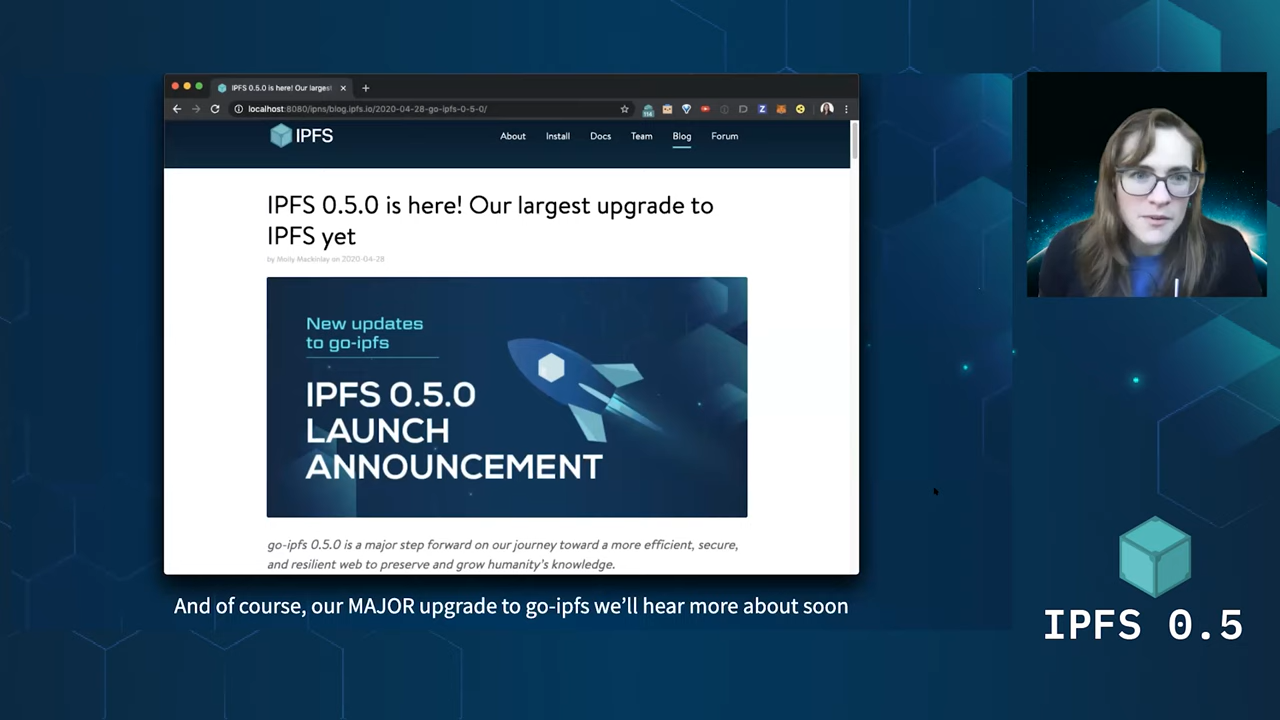 IPFS 0.5.0 is here! Our largest
localhost:8080/ipns/blog.ipfs.io/2020-04-28-go-ipfs-0-5-0/
114
IPFS
About Install Docs Team Blog Forum
IPFS 0.5.0 is here! Our largest upgrade to
IPFS yet
by Molly Mackinlay on 2020-04-28
New updates
to go-ipfs
IPFS 0.5.0
LAUNCH
ANNOUNCEMENT
go-ipfs 0.5.0 is a major step forward on our journey toward a more efficient, secure,
and resilient web to preserve and grow humanity's knowledge.
And of course, our MAJOR upgrade to go-ipfs we'll hear more about soon
IPFS 0.5